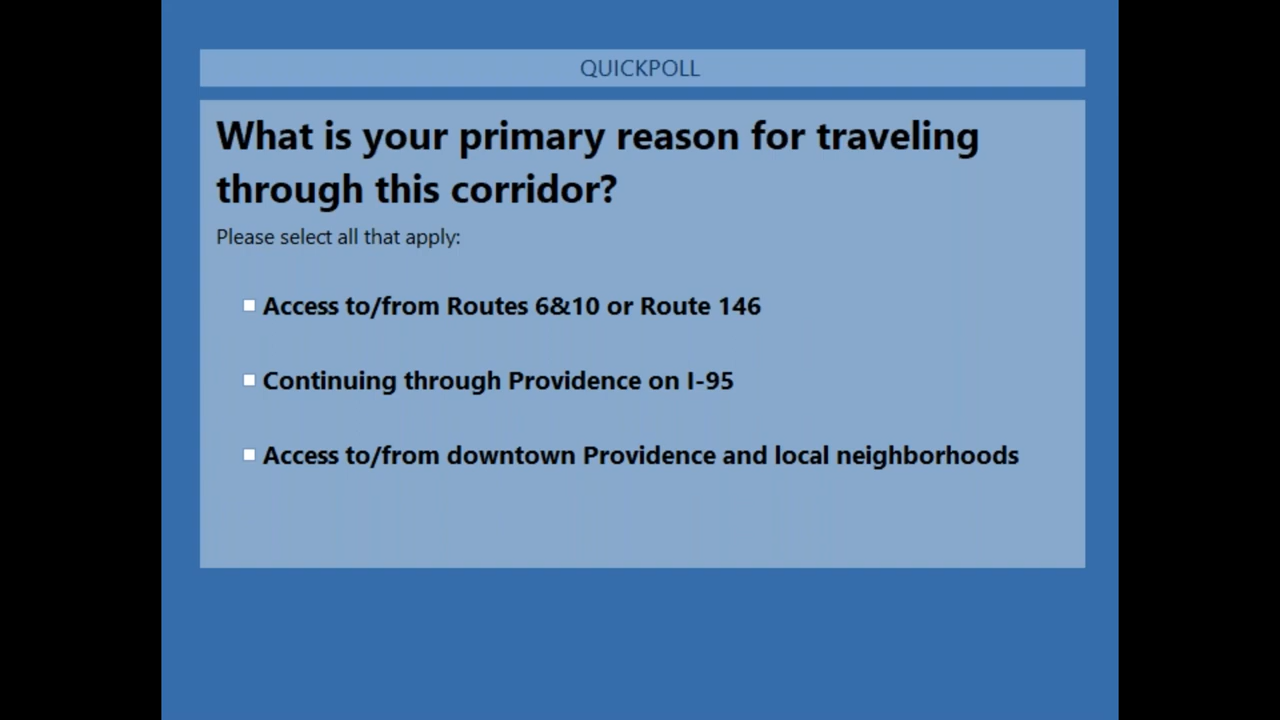 QUICKPOLL
What is your primary reason for traveling
through this corridor?
Please select all that apply:
Access to/from Routes 6&10 or Route 146
Continuing through Providence on I-95
Access to/from downtown Providence and local neighborhoods